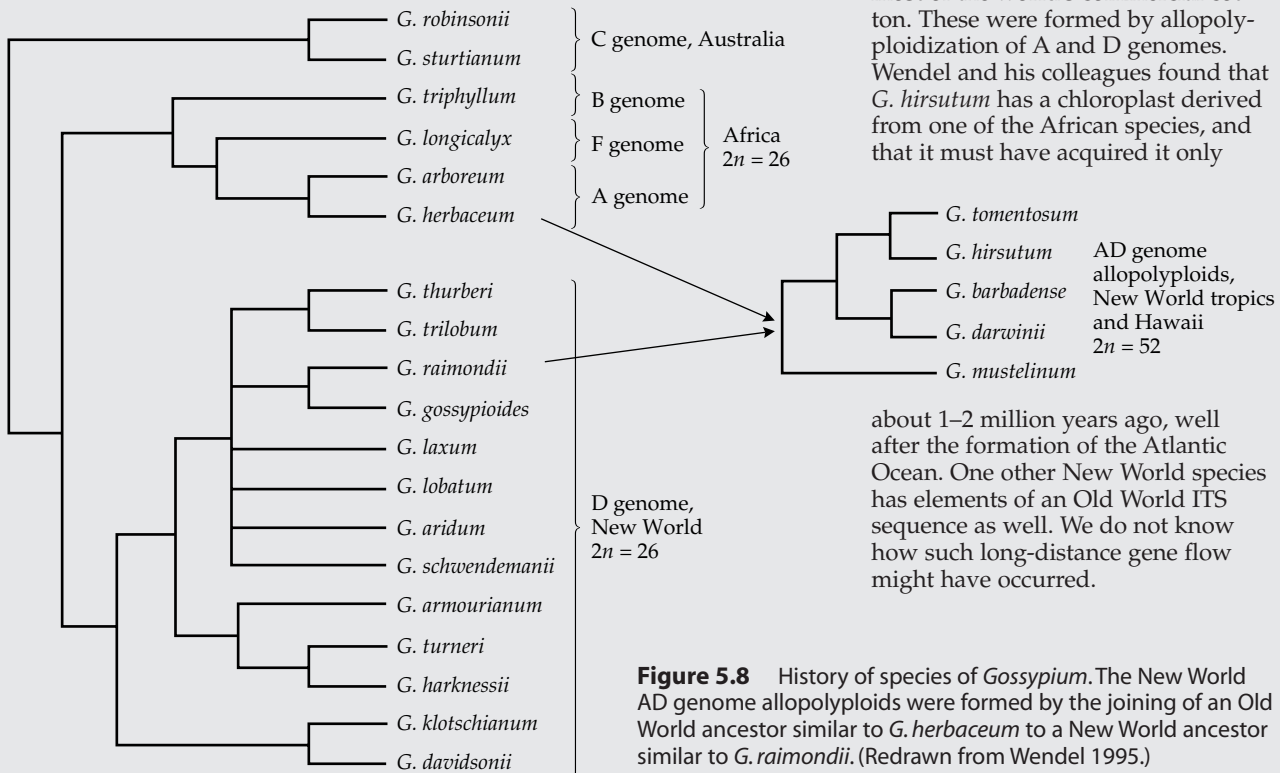 G. robinsonii
G. sturtianum
C genome, Australia
G. triphyllum
B genome
G. longicalyx
F genome
G. arboreum
G. herbaceum
A genome
Africa
2n = 26
G. thurberi
G. trilobum
G. raimondii
G. gossypioides
G. laxum
G. lobatum
G. aridum
G. schwendemanii
G. armourianum
G. turneri
G. harknessii
G. klotschianum
G. davidsonii
D genome,
New World
2n = 26
ton. These were formed by allopoly-
ploidization of A and D genomes.
Wendel and his colleagues found that
G. hirsutum has a chloroplast derived
from one of the African species, and
that it must have acquired it only
G. tomentosum
G. hirsutum
G. barbadense
G. darwinii
G. mustelinum
AD genome
allopolyploids,
New World tropics
and Hawaii
2n = 52
about 1–2 million years ago, well
after the formation of the Atlantic
Ocean. One other New World species
has elements of an Old World ITS
sequence as well. We do not know
how such long-distance gene flow
might have occurred.
Figure 5.8 History of species of Gossypium. The New World
AD genome allopolyploids were formed by the joining of an Old
World ancestor similar to G. herbaceum to a New World ancestor
similar to G. raimondii. (Redrawn from Wendel 1995.)